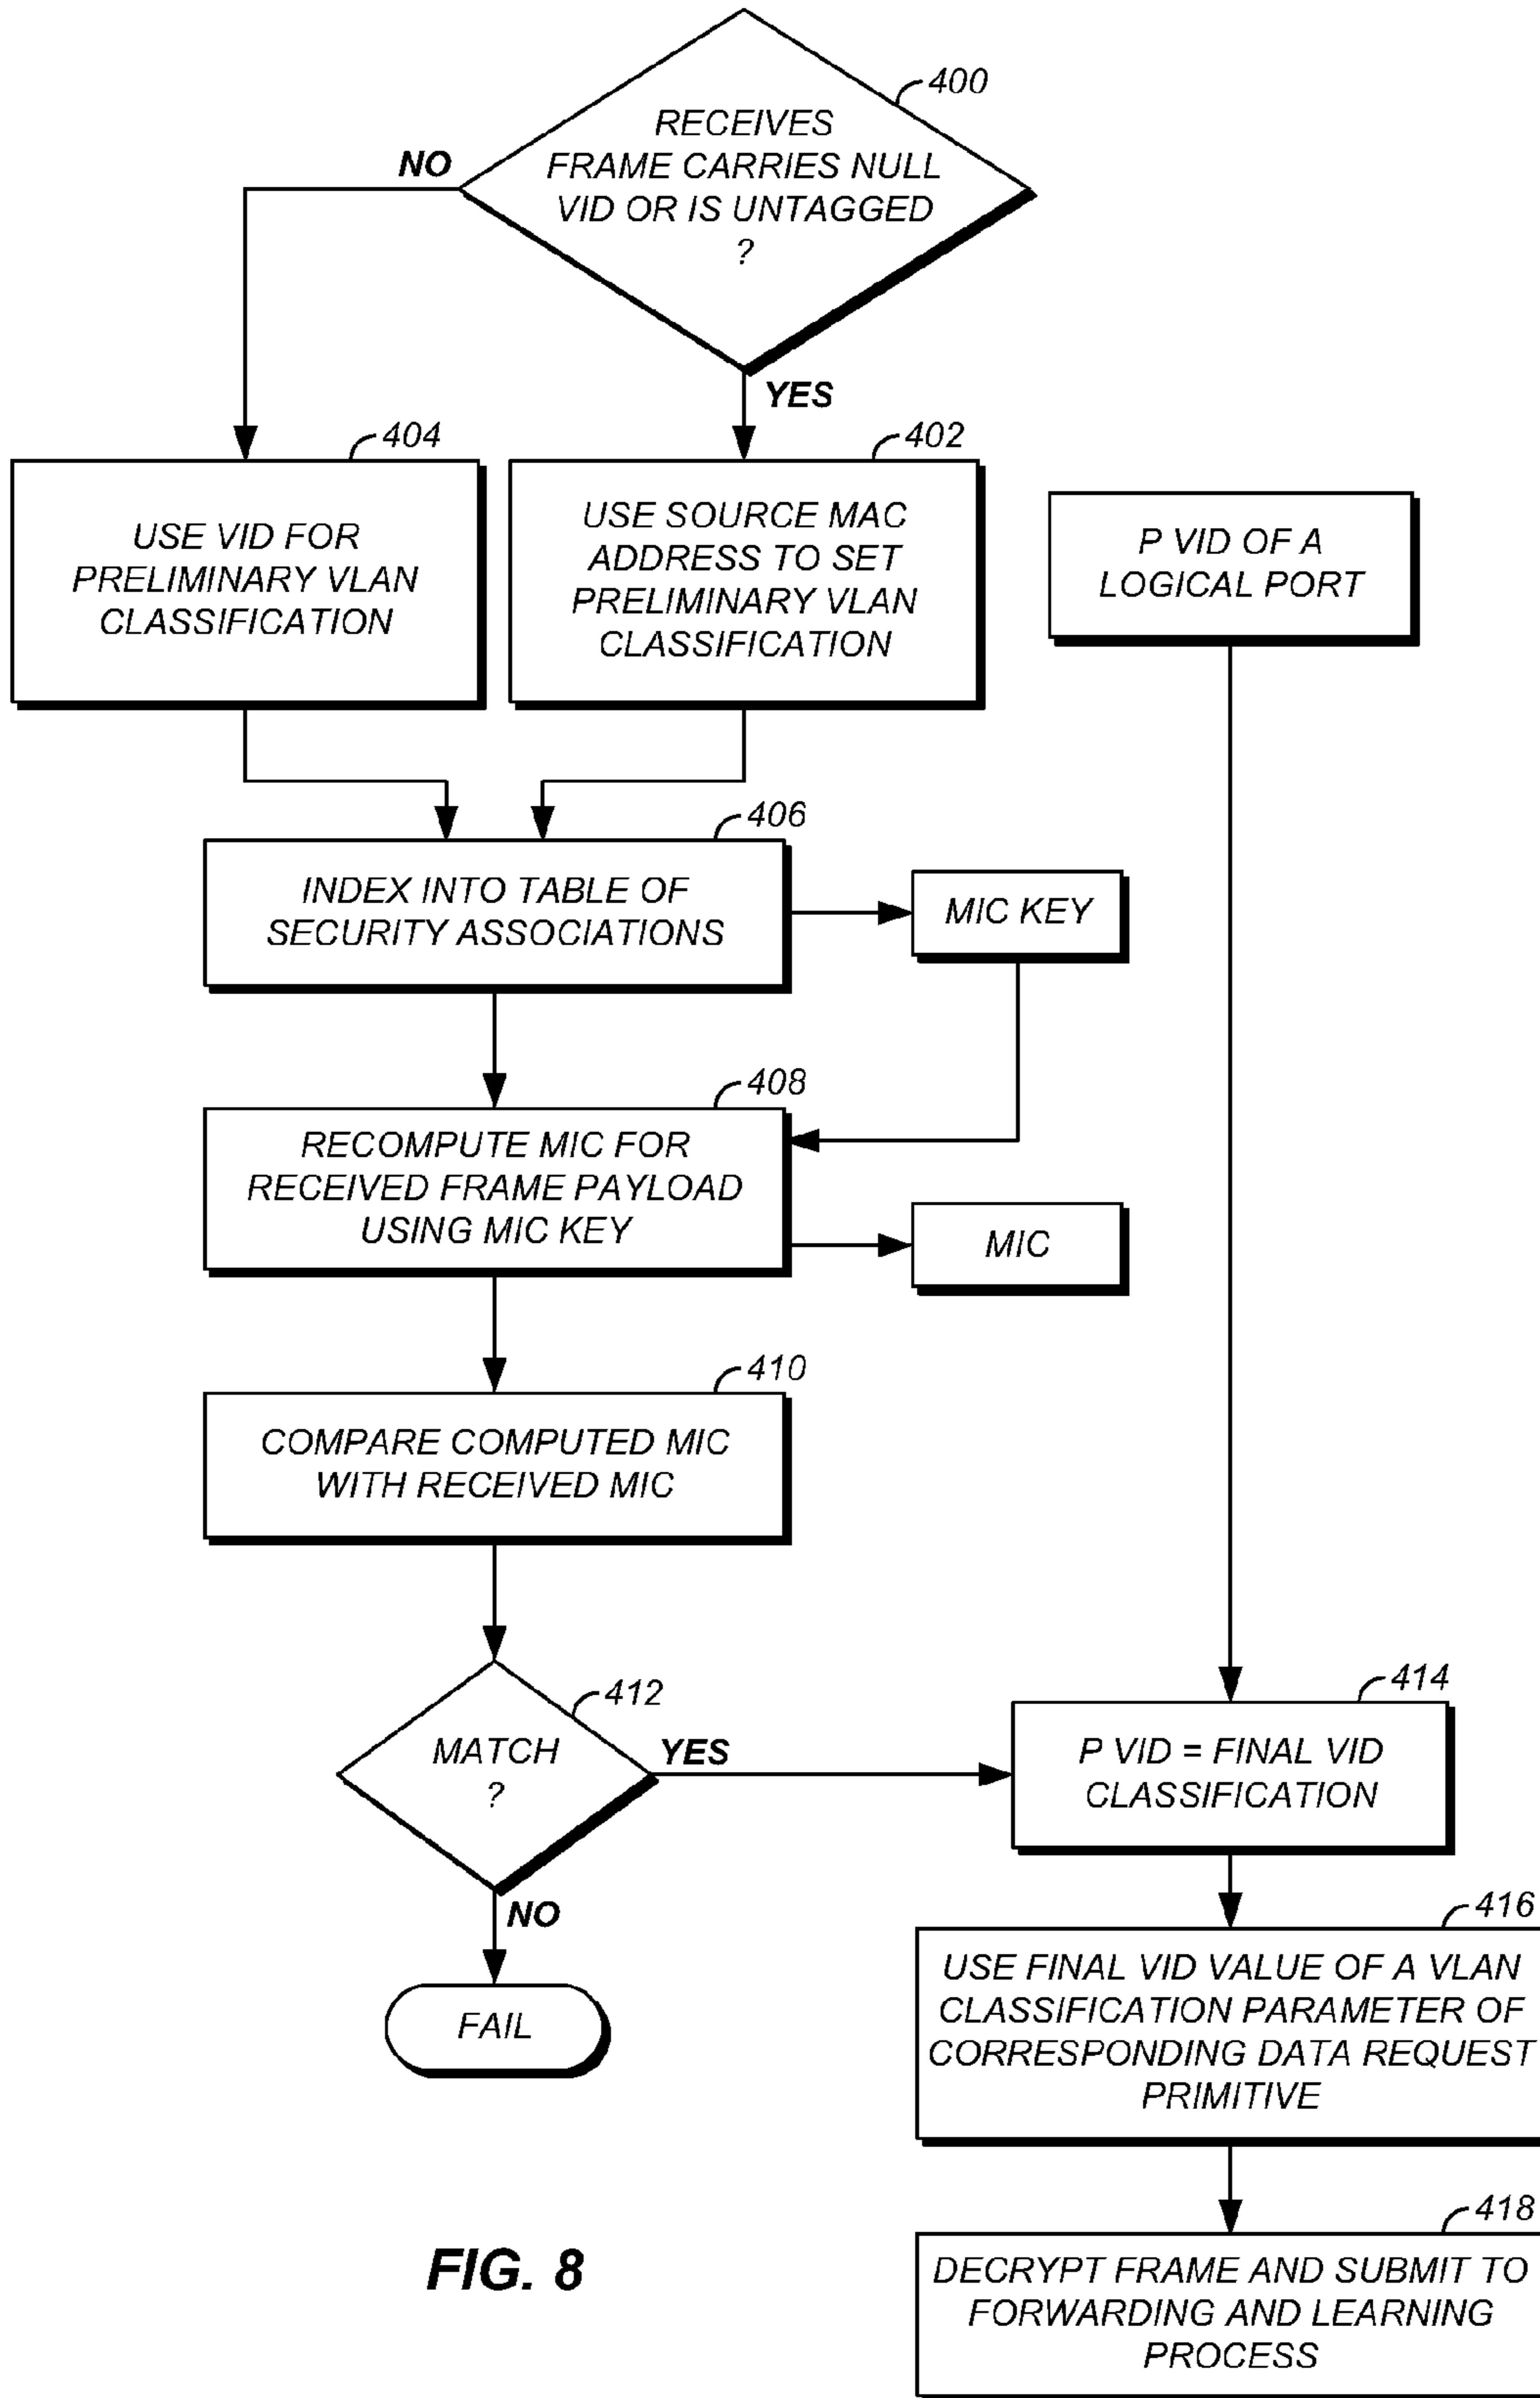 400
RECEIVES
FRAME CARRIES NULL
VID OR IS UNTAGGED
?
NO
YES
404
USE VID FOR
PRELIMINARY VLAN
CLASSIFICATION
402
USE SOURCE MAC
ADDRESS TO SET
PRELIMINARY VLAN
CLASSIFICATION
P VID OF A
LOGICAL PORT
406
INDEX INTO TABLE OF
SECURITY ASSOCIATIONS
MIC KEY
408
RECOMPUTE MIC FOR
RECEIVED FRAME PAYLOAD
USING MIC KEY
MIC
410
COMPARE COMPUTED MIC
WITH RECEIVED MIC
412
MATCH
?
YES
NO
FAIL
414
P VID = FINAL VID
CLASSIFICATION
416
USE FINAL VID VALUE OF A VLAN
CLASSIFICATION PARAMETER OF
CORRESPONDING DATA REQUEST
PRIMITIVE
418
DECRYPT FRAME AND SUBMIT TO
FORWARDING AND LEARNING
PROCESS
FIG. 8